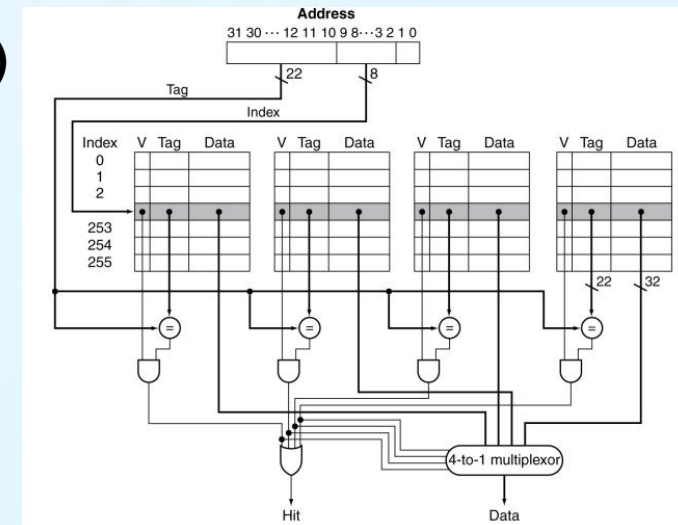 Address
31 30 ··· 12 11 10 9 8···3 2 1 0
22
8
Tag
Index
Index V Tag Data V Tag Data V Tag Data V Tag Data
0
1
2
253
254
255
22
32
=
=
=
=
4-to-1 multiplexor
Hit
Data